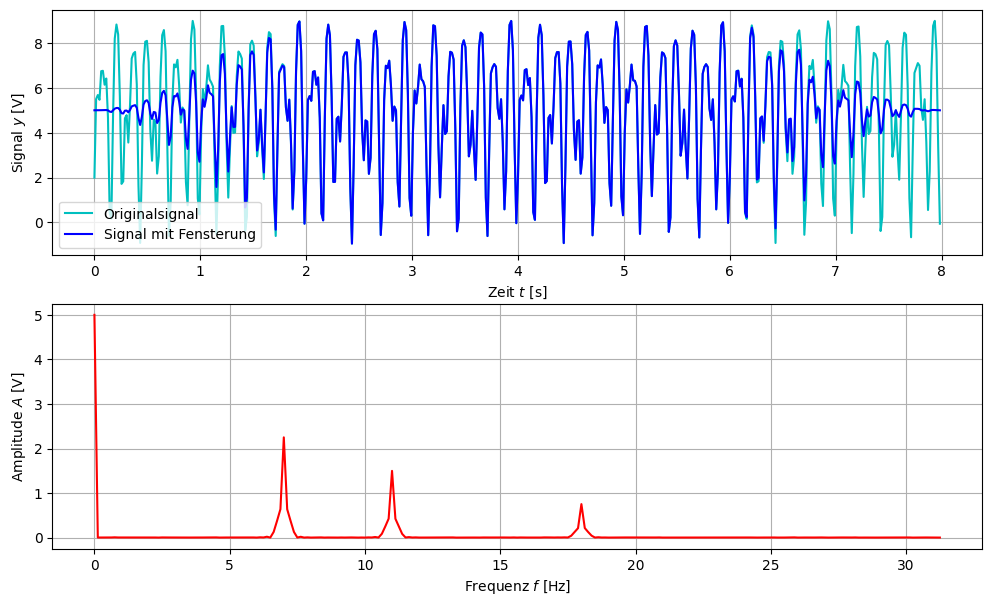 8
6
4
2
0
Signal y [V]
Originalsignal
Signal mit Fensterung
0 1 2 3 4 5 6 7 8
Zeit t [s]
5
4
3
2
1
0
Amplitude A [V]
0 5 10 15 20 25 30
Frequenz f [Hz]